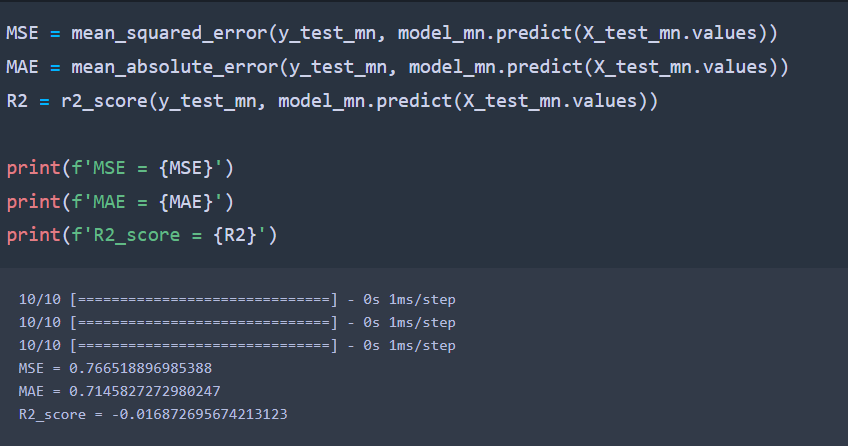 MSE = mean_squared_error(y_test_mn, model_mn.predict(X_test_mn.values))
MAE = mean_absolute_error(y_test_mn, model_mn.predict(X_test_mn.values))
R2 = r2_score(y_test_mn, model_mn.predict(X_test_mn.values))
print(f'MSE = {MSE}')
print(f'MAE = {MAE}')
print(f'R2_score = {R2}')
10/10 [==============================] - 0s 1ms/step
10/10 [==============================] - 0s 1ms/step
10/10 [==============================] - 0s 1ms/step
MSE = 0.766518896985388
MAE = 0.7145827272980247
R2_score = -0.016872695674213123